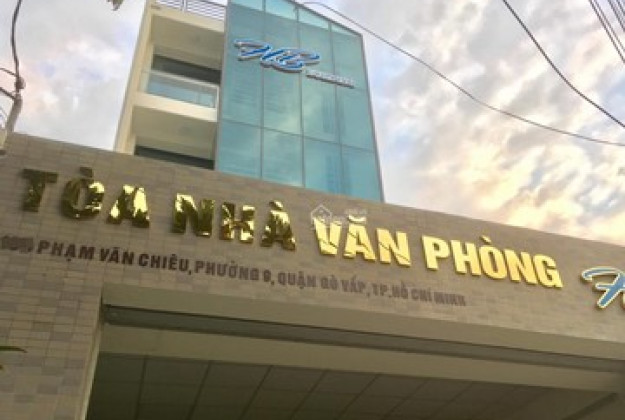 TÒA NHÀ VĂN PHÒNG
PHẠM VĂN CHIÊU, PHƯỜNG 9, QUẬN GÒ VẤP, TP.HỒ CHÍ MINH